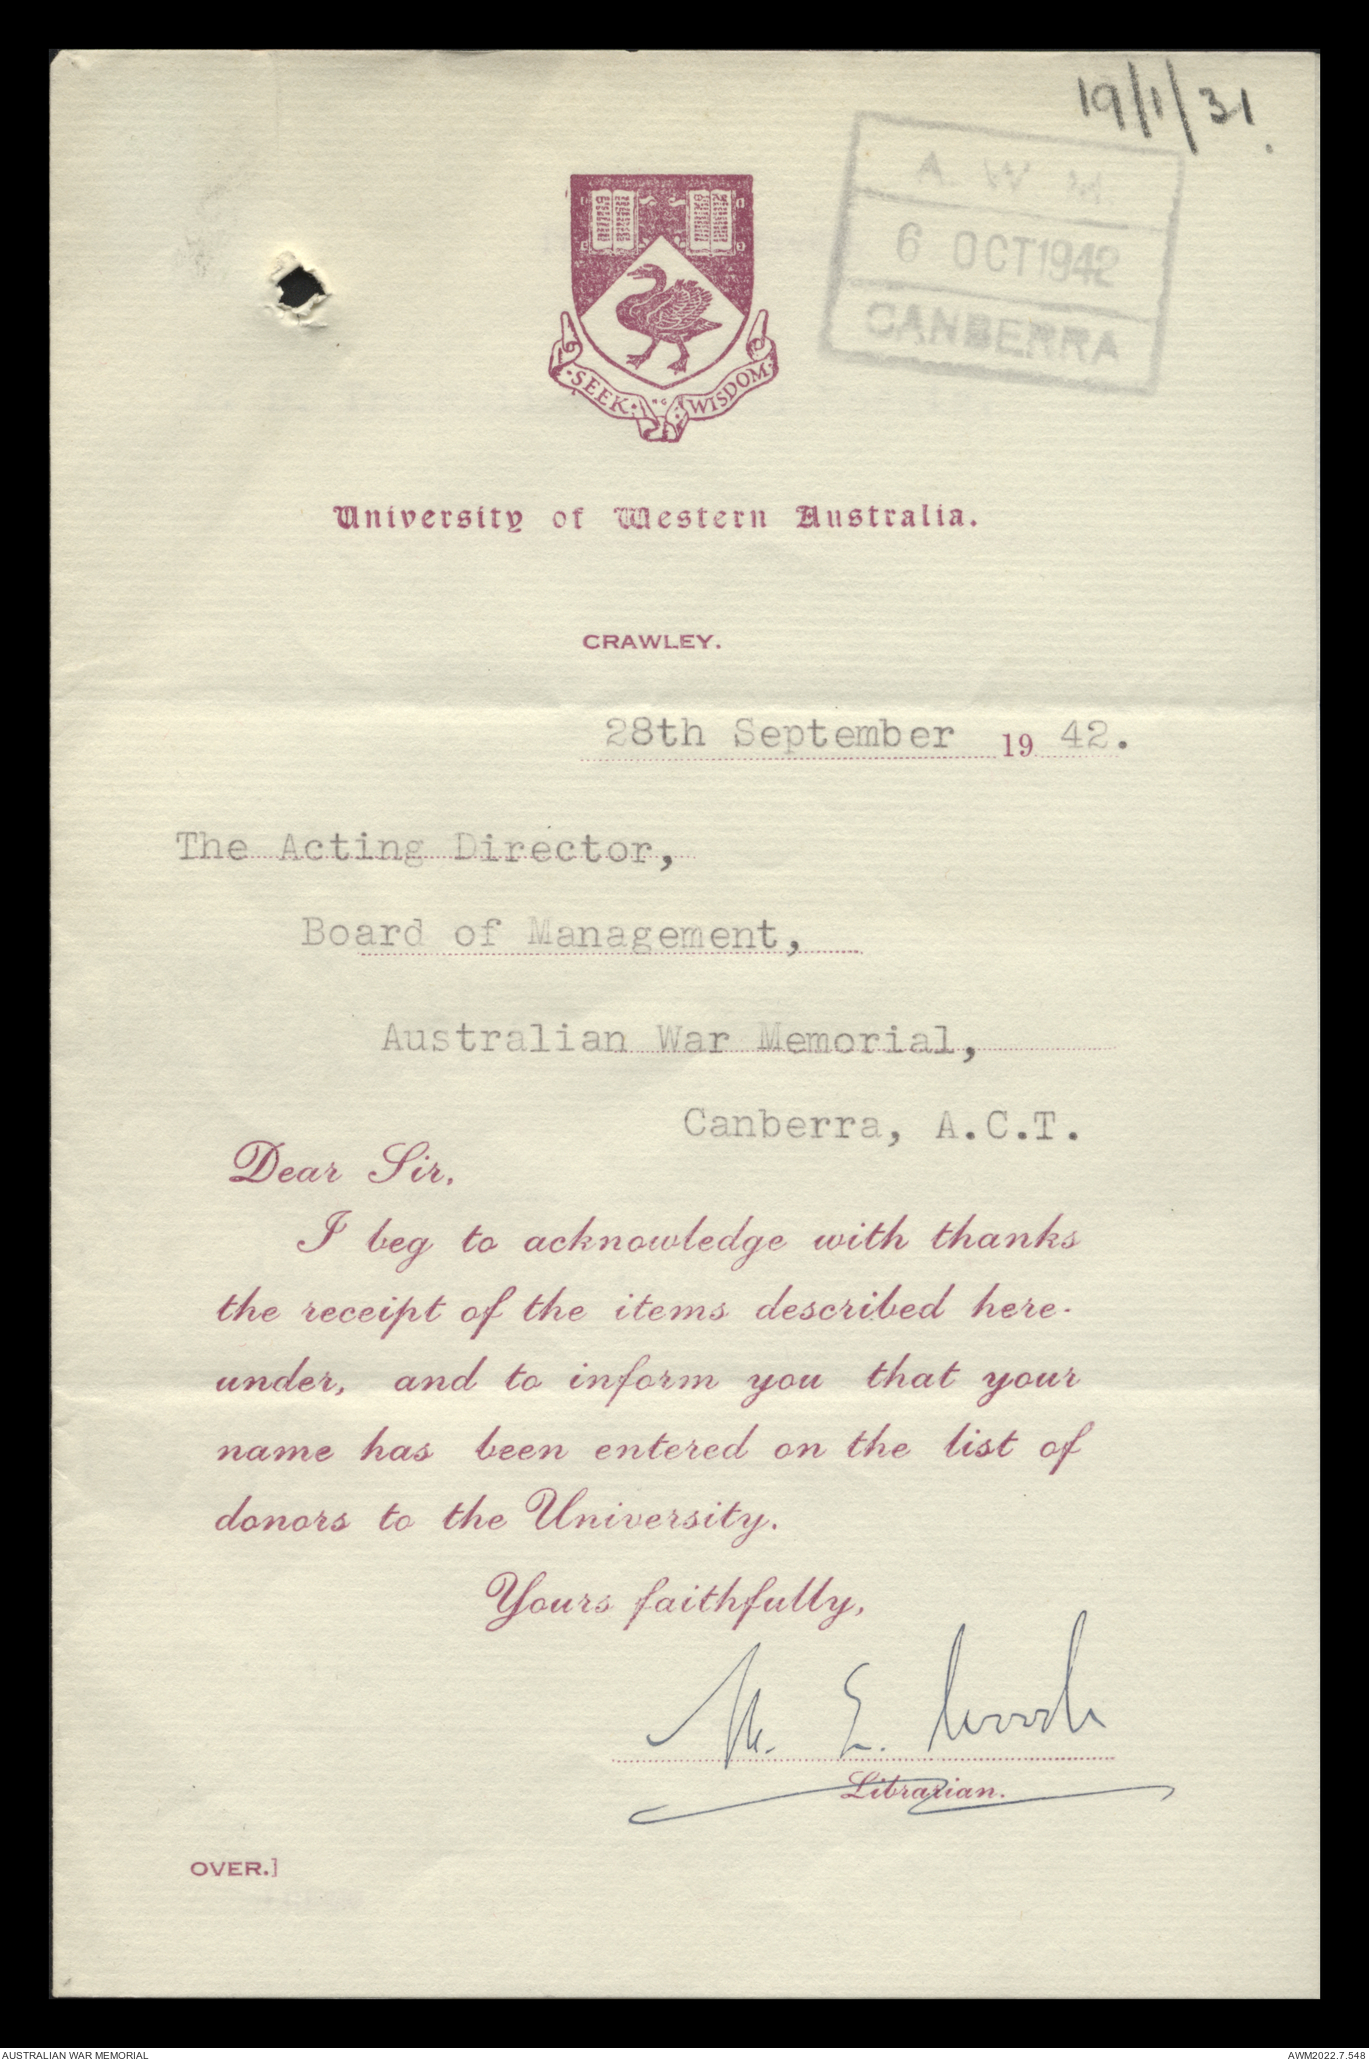 19/1/31.
A. W. M
6 OCT 1942
CANBERRA
SEEK WISDOM
University of Western Australia.
CRAWLEY.
28th September 19 42.
The Acting Director,
Board of Management,
Australian War Memorial,
Canberra, A.C.T.
Dear Sir,
I beg to acknowledge with thanks
the receipt of the items described here-
under, and to inform you that your
name has been entered on the list of
donors to the University.
Yours faithfully,
M. E. Wood
Librarian.
OVER.]
AUSTRALIAN WAR MEMORIAL
AWM2022.7.548